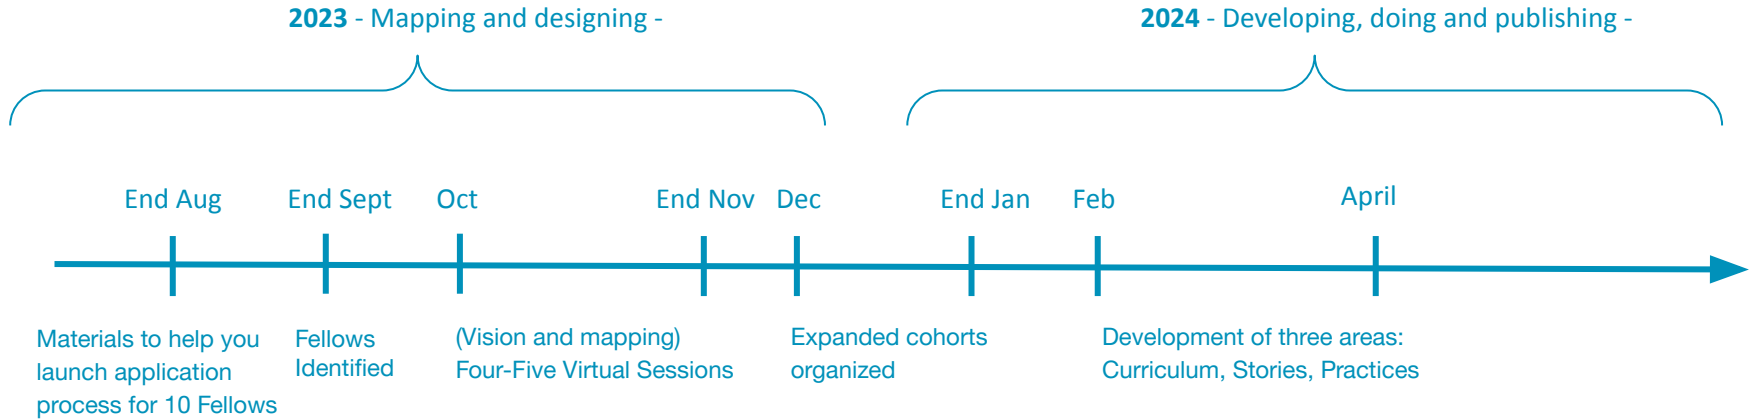 2023 - Mapping and designing -
2024 - Developing, doing and publishing -
End Aug
End Sept
Oct
End Nov
Dec
End Jan
Feb
April
Materials to help you
launch application
process for 10 Fellows
Fellows
Identified
(Vision and mapping)
Four-Five Virtual Sessions
Expanded cohorts
organized
Development of three areas:
Curriculum, Stories, Practices